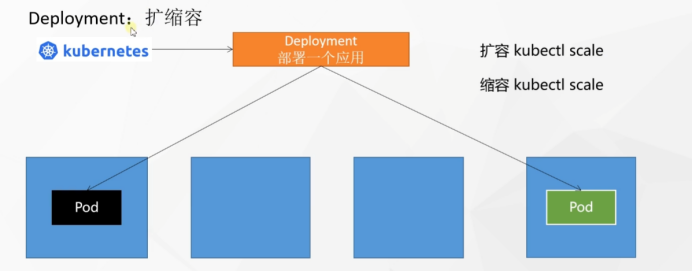 Deployment：扩缩容
kubernetes
Deployment
部署一个应用
扩容 kubectl scale
缩容 kubectl scale
Pod
Pod